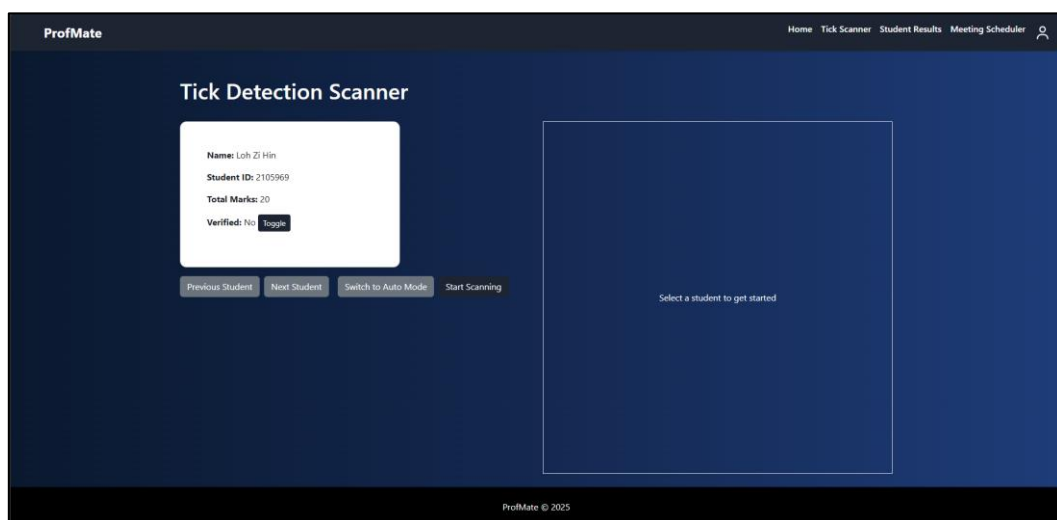 ProfMate
Home Tick Scanner Student Results Meeting Scheduler
Tick Detection Scanner
Name: Loh Zi Hin
Student ID: 2105969
Total Marks: 20
Verified: No Toggle
Previous Student Next Student Switch to Auto Mode Start Scanning
Select a student to get started
ProfMate © 2025